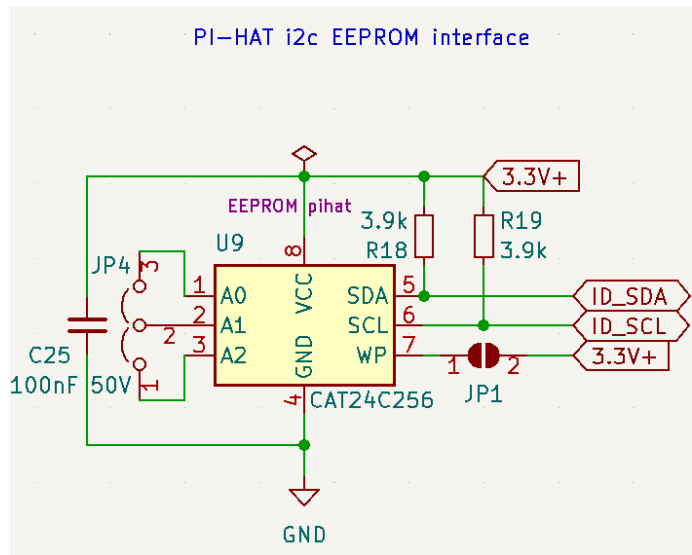 PI-HAT i2c EEPROM interface
3.3V+
EEPROM pihat
3.9k
R19
R18
3.9k
U9
8
JP4
3
1
A0
VCC
SDA
5
ID_SDA
2
2
A1
SCL
6
ID_SCL
3
A2
GND
WP
7
1
2
3.3V+
C25
1
JP1
100nF 50V
4
CAT24C256
GND